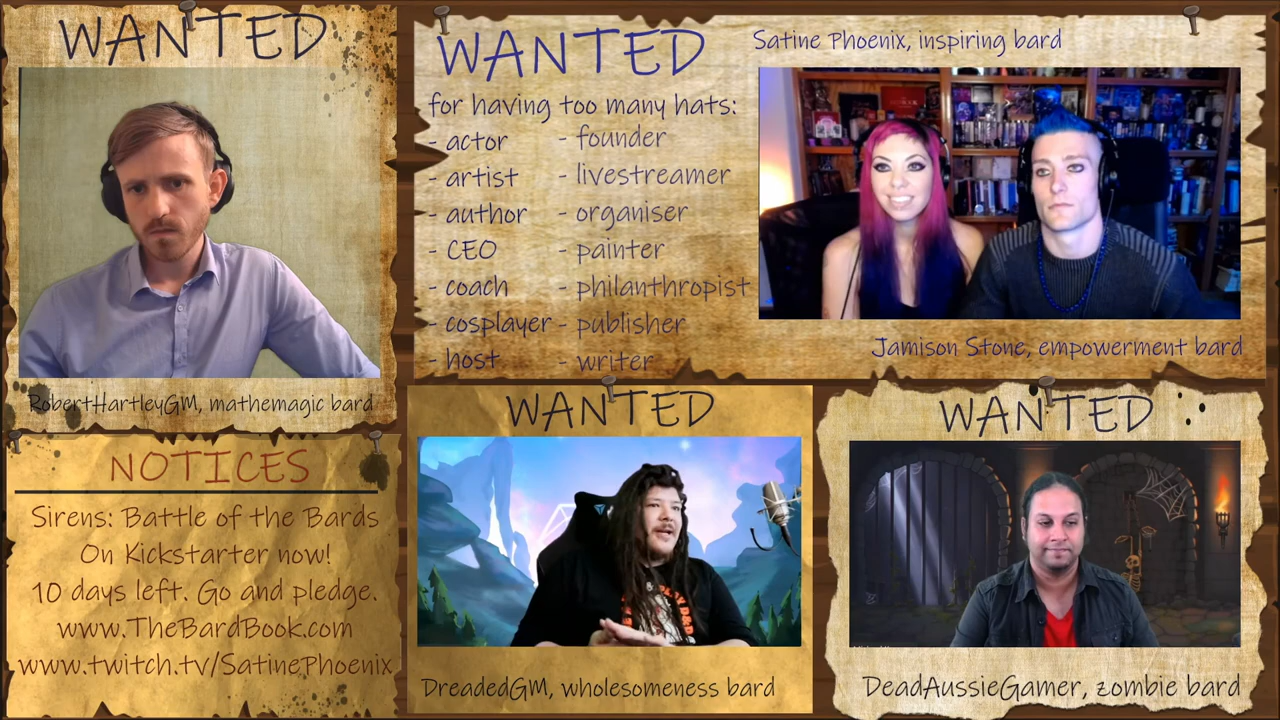 WANTED
RobertHartleyGM, mathemagic bard
WANTED
for having too many hats:
- actor
- artist
- author
- CEO
- coach
- cosplayer
- host
- founder
- livestreamer
- organiser
- painter
- philanthropist
- publisher
- writer
Satine Phoenix, inspiring bard
Jamison Stone, empowerment bard
NOTICES
Sirens: Battle of the Bards
On Kickstarter now!
10 days left. Go and pledge.
www.TheBardBook.com
www.twitch.tv/SatinePhoenix
WANTED
DreadedGM, wholesomeness bard
WANTED
DeadAussieGamer, zombie bard